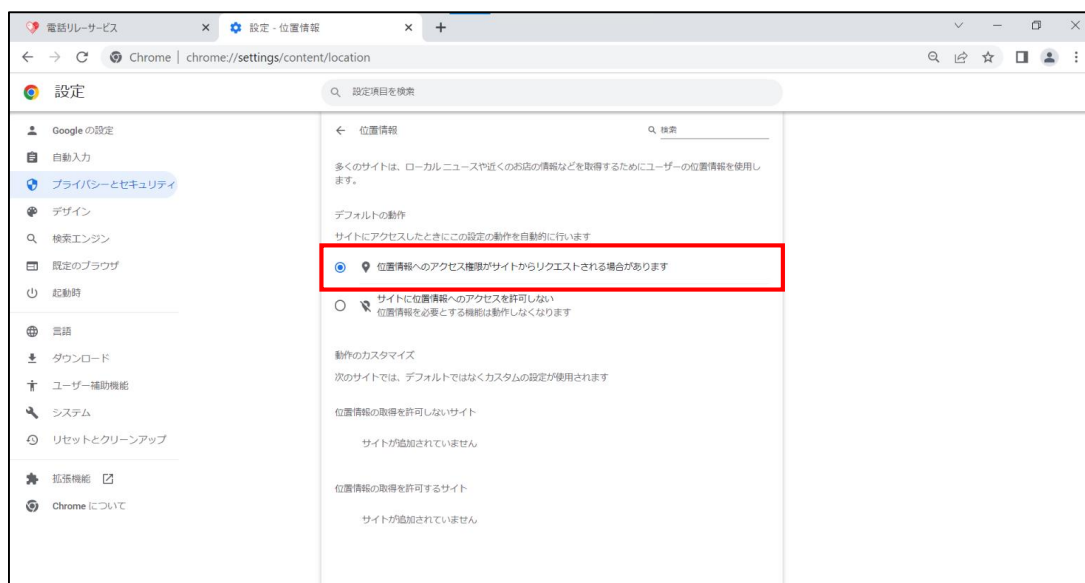 電話リレーサービス
設定 - 位置情報
Chrome | chrome://settings/content/location
設定
設定項目を検索
Google の設定
自動入力
プライバシーとセキュリティ
デザイン
検索エンジン
既定のブラウザ
起動時
言語
ダウンロード
ユーザー補助機能
システム
リセットとクリーンアップ
拡張機能
Chrome について
位置情報
検索
多くのサイトは、ローカル ニュースや近くのお店の情報などを取得するためにユーザーの位置情報を使用し
ます。
デフォルトの動作
サイトにアクセスしたときにこの設定の動作を自動的に行います
位置情報へのアクセス権限がサイトからリクエストされる場合があります
サイトに位置情報へのアクセスを許可しない
位置情報を必要とする機能は動作しなくなります
動作のカスタマイズ
次のサイトでは、デフォルトではなくカスタムの設定が使用されます
位置情報の取得を許可しないサイト
サイトが追加されていません
位置情報の取得を許可するサイト
サイトが追加されていません